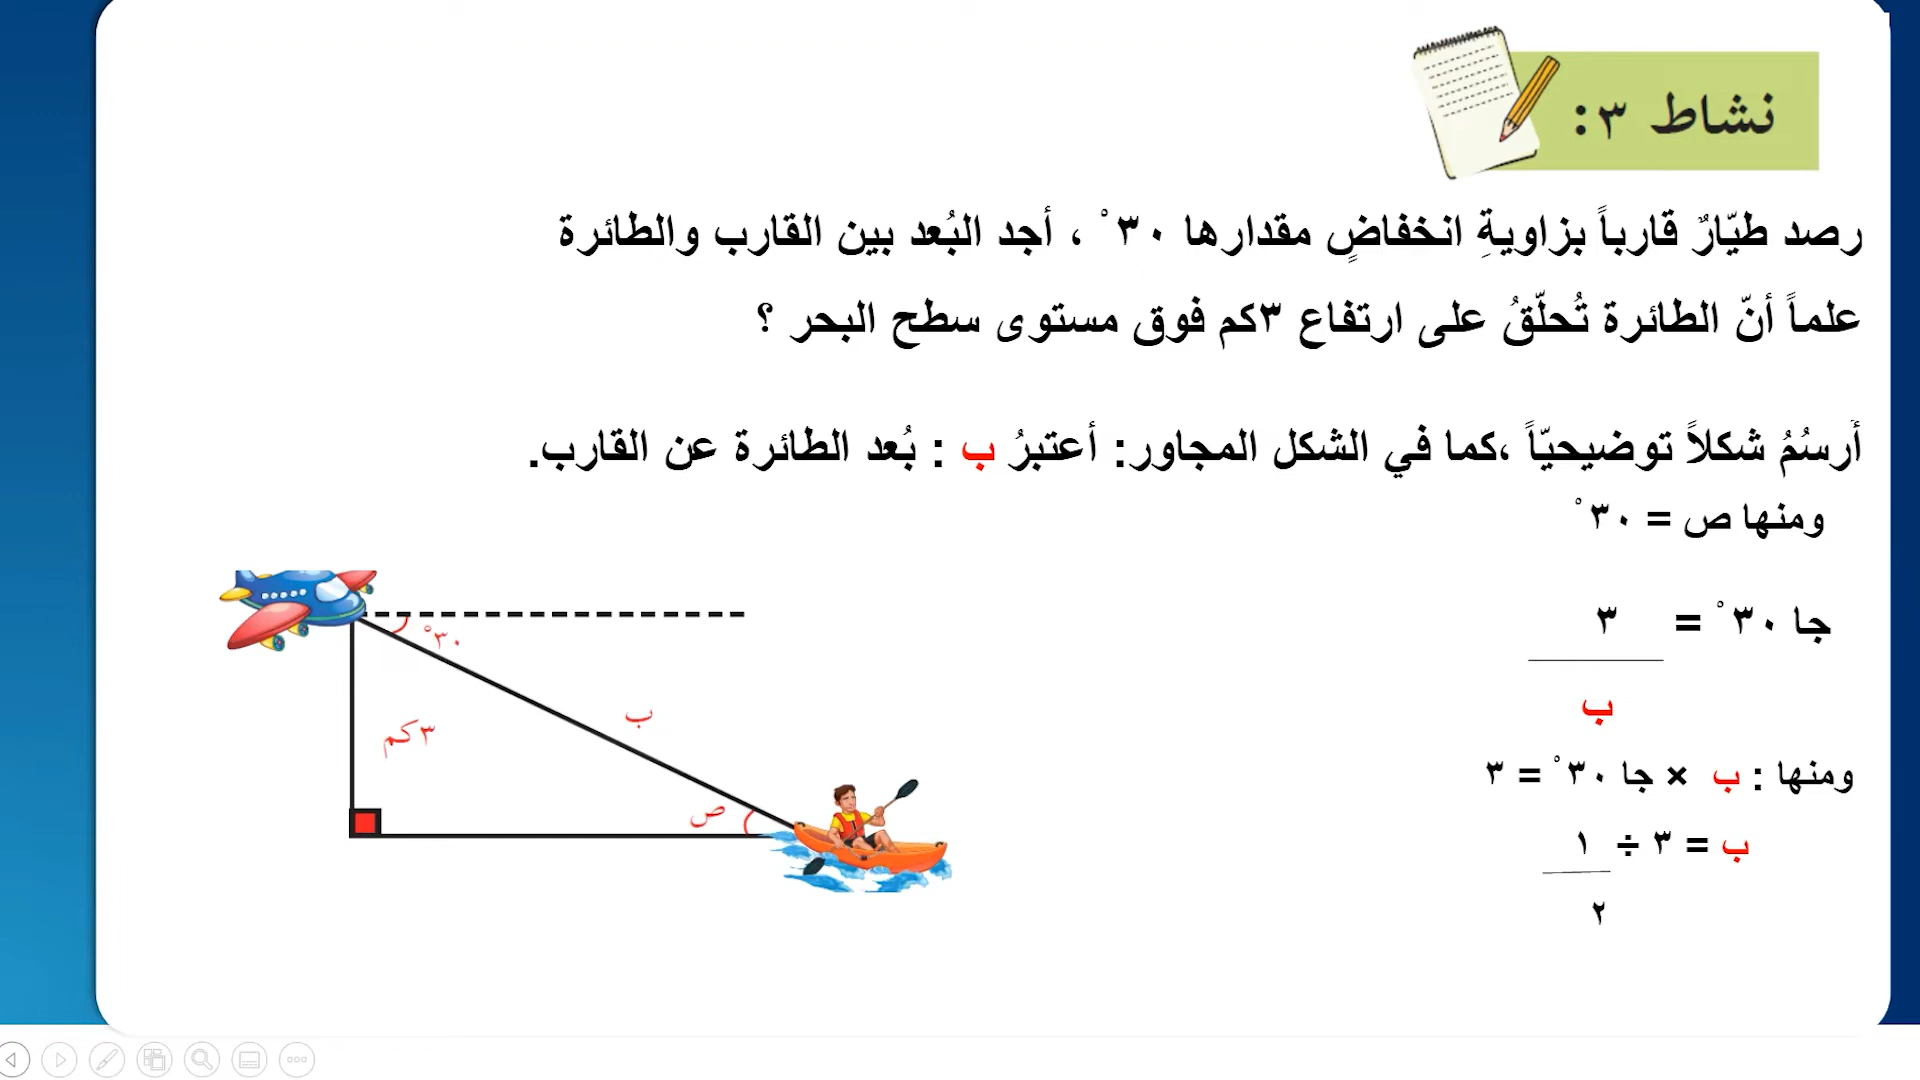 نشاط ٣:
رصد طيّارٌ قارباً بزاويةِ انخفاضٍ مقدارها ٣٠° ، أجد البُعد بين القارب والطائرة
علماً أنّ الطائرة تُحلّقُ على ارتفاع ٣كم فوق مستوى سطح البحر ؟
أرسُمُ شكلاً توضيحيّاً ،كما في الشكل المجاور: أعتبرُ ب : بُعد الطائرة عن القارب.
ومنها ص = ٣٠°
جا ٣٠° = ٣
ب
ومنها : ب × جا ٣٠° = ٣
ب = ٣ ÷ ١
٢
٣٠°
ب
٣كم
ص